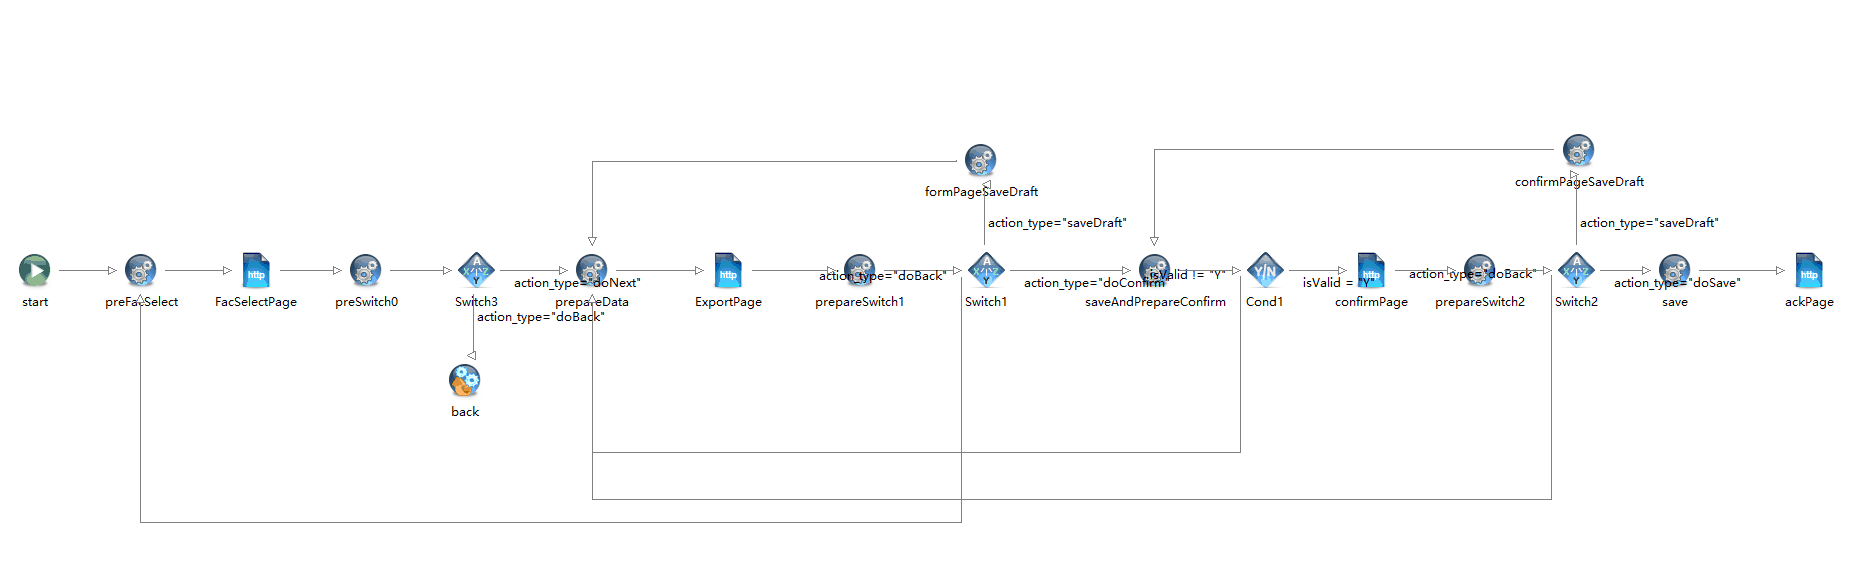 formPageSaveDraft
confirmPageSaveDraft
action_type="saveDraft"
action_type="saveDraft"
start
preFacSelect
http
FacSelectPage
preSwitch0
A
X Z
Y
Switch3
action_type="doNext"
prepareData
http
ExportPage
action_type="doBack"
prepareSwitch1
A
X Z
Y
Switch1
action_type="doConfirm"
isValid != "Y"
saveAndPrepareConfirm
Y/N
Cond1
isValid = "Y"
http
confirmPage
action_type="doBack"
prepareSwitch2
A
X Z
Y
Switch2
action_type="doSave"
save
http
ackPage
action_type="doBack"
back